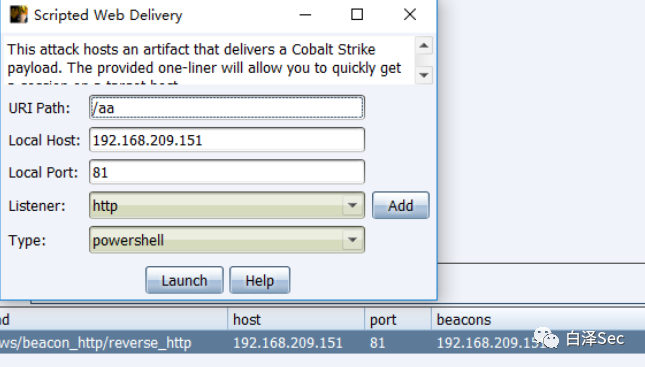 Scripted Web Delivery
This attack hosts an artifact that delivers a Cobalt Strike
payload. The provided one-liner will allow you to quickly get
URI Path: /aa
Local Host: 192.168.209.151
Local Port: 81
Listener: http Add
Type: powershell
Launch Help
host port beacons
ws/beacon_http/reverse_http 192.168.209.151 81 192.168.209.15
白泽Sec